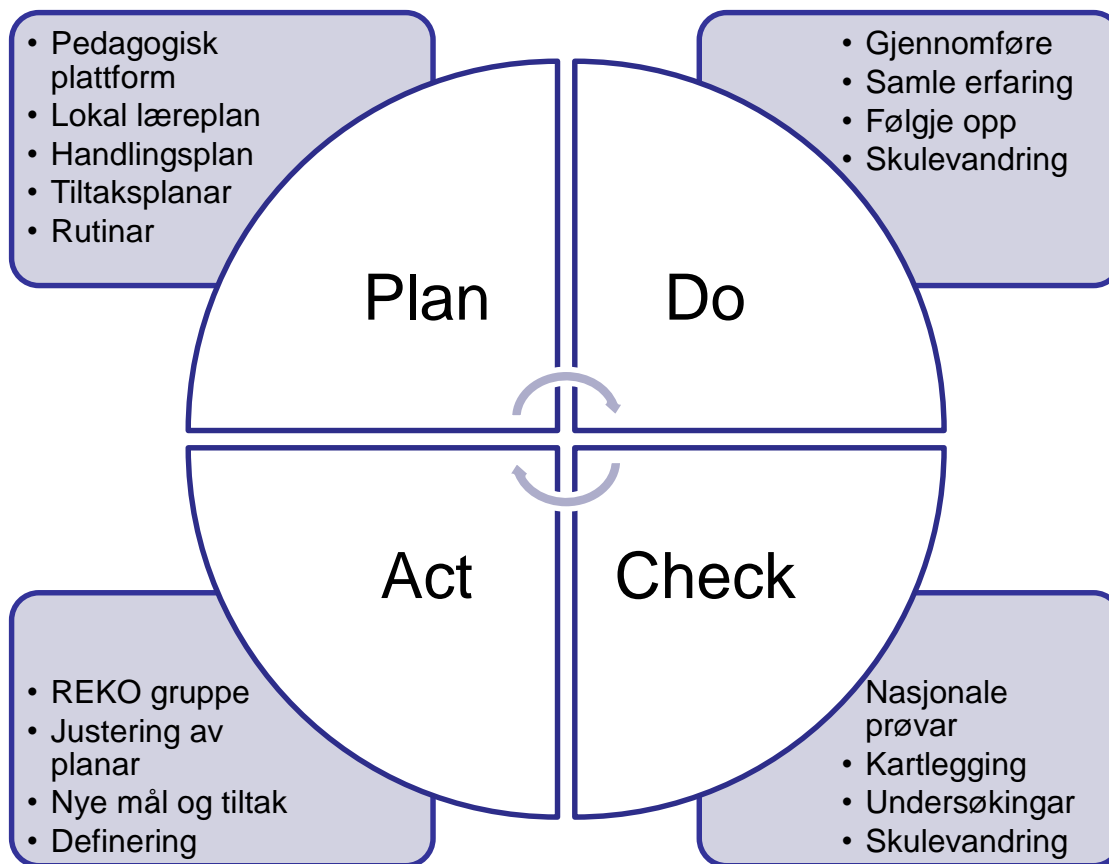 • Pedagogisk
plattform
• Lokal læreplan
• Handlingsplan
• Tiltaksplanar
• Rutinar
• Gjennomføre
• Samle erfaring
• Følgje opp
• Skulevandring
Plan
Do
Act
Check
• REKO gruppe
• Justering av
planar
• Nye mål og tiltak
• Definering
Nasjonale
prøvar
• Kartlegging
• Undersøkingar
• Skulevandring